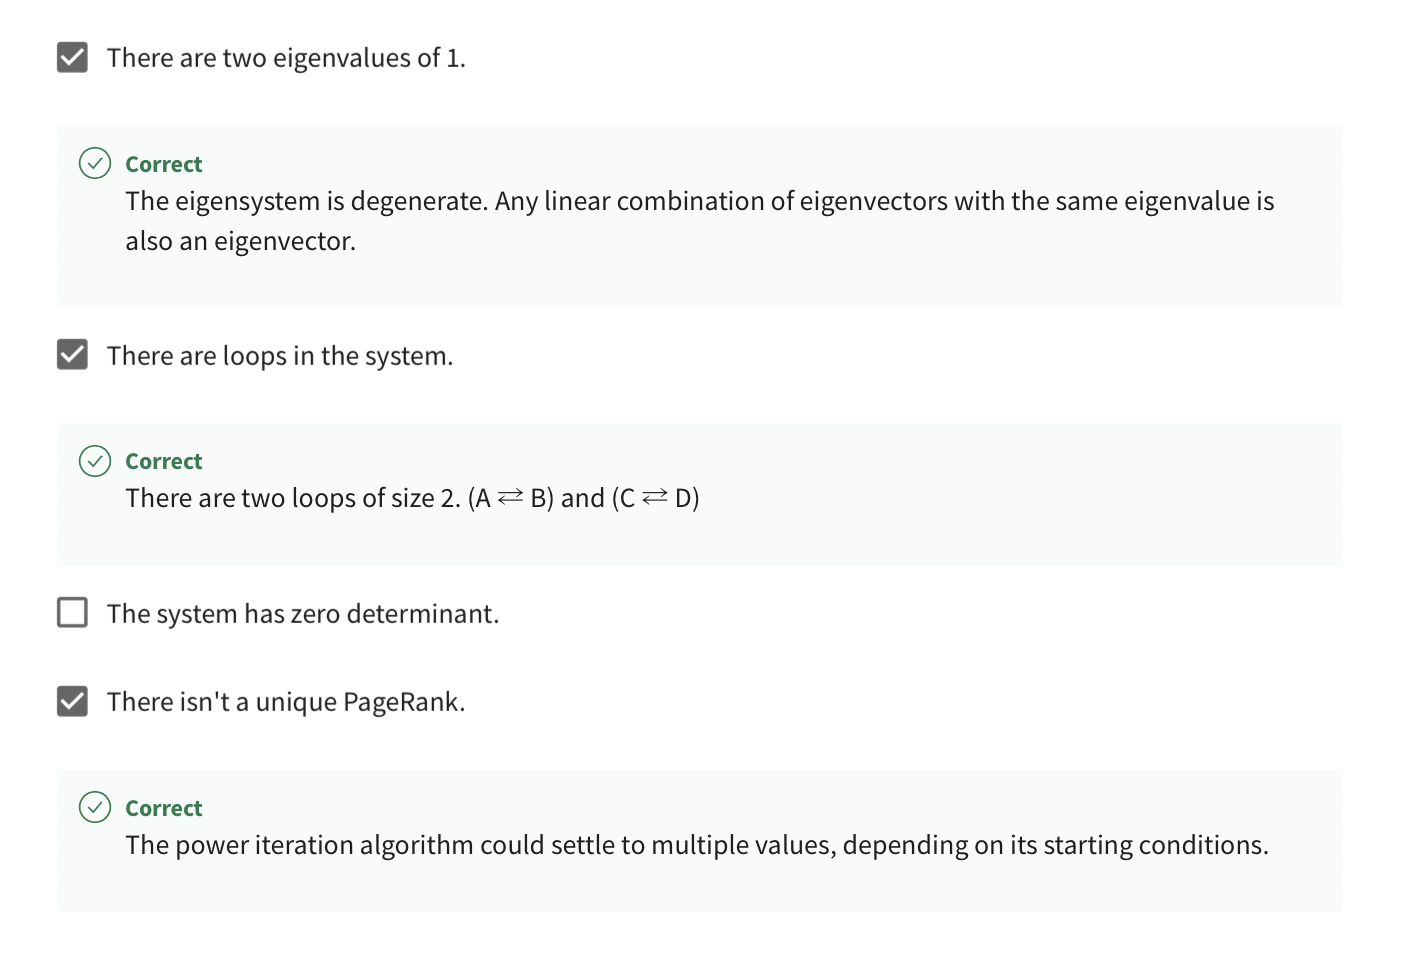 There are two eigenvalues of 1.
Correct
The eigensystem is degenerate. Any linear combination of eigenvectors with the same eigenvalue is
also an eigenvector.
There are loops in the system.
Correct
There are two loops of size 2. (A ⇄ B) and (C ⇄ D)
The system has zero determinant.
There isn't a unique PageRank.
Correct
The power iteration algorithm could settle to multiple values, depending on its starting conditions.